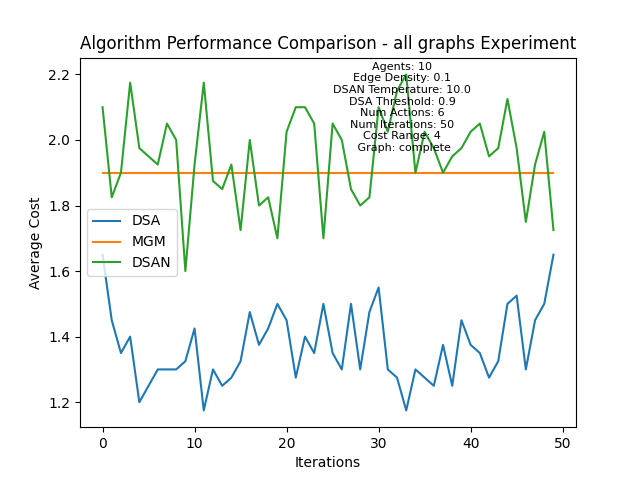 Algorithm Performance Comparison - all graphs Experiment
Agents: 10
Edge Density: 0.1
DSAN Temperature: 10.0
DSA Threshold: 0.9
Num Actions: 6
Num Iterations: 50
Cost Range: 4
Graph: complete
2.2
2.0
1.8
1.6
1.4
1.2
Average Cost
DSA
MGM
DSAN
0 10 20 30 40 50
Iterations